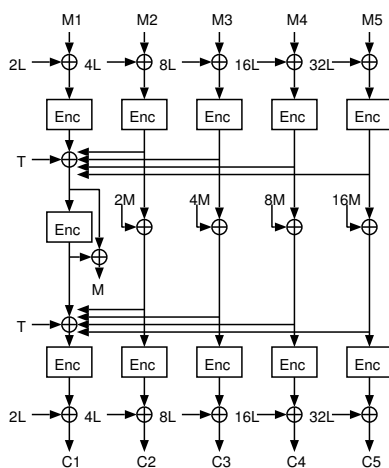 M1 M2 M3 M4 M5
2L 4L 8L 16L 32L
Enc Enc Enc Enc Enc
T
2M 4M 8M 16M
Enc
M
T
Enc Enc Enc Enc Enc
2L 4L 8L 16L 32L
C1 C2 C3 C4 C5